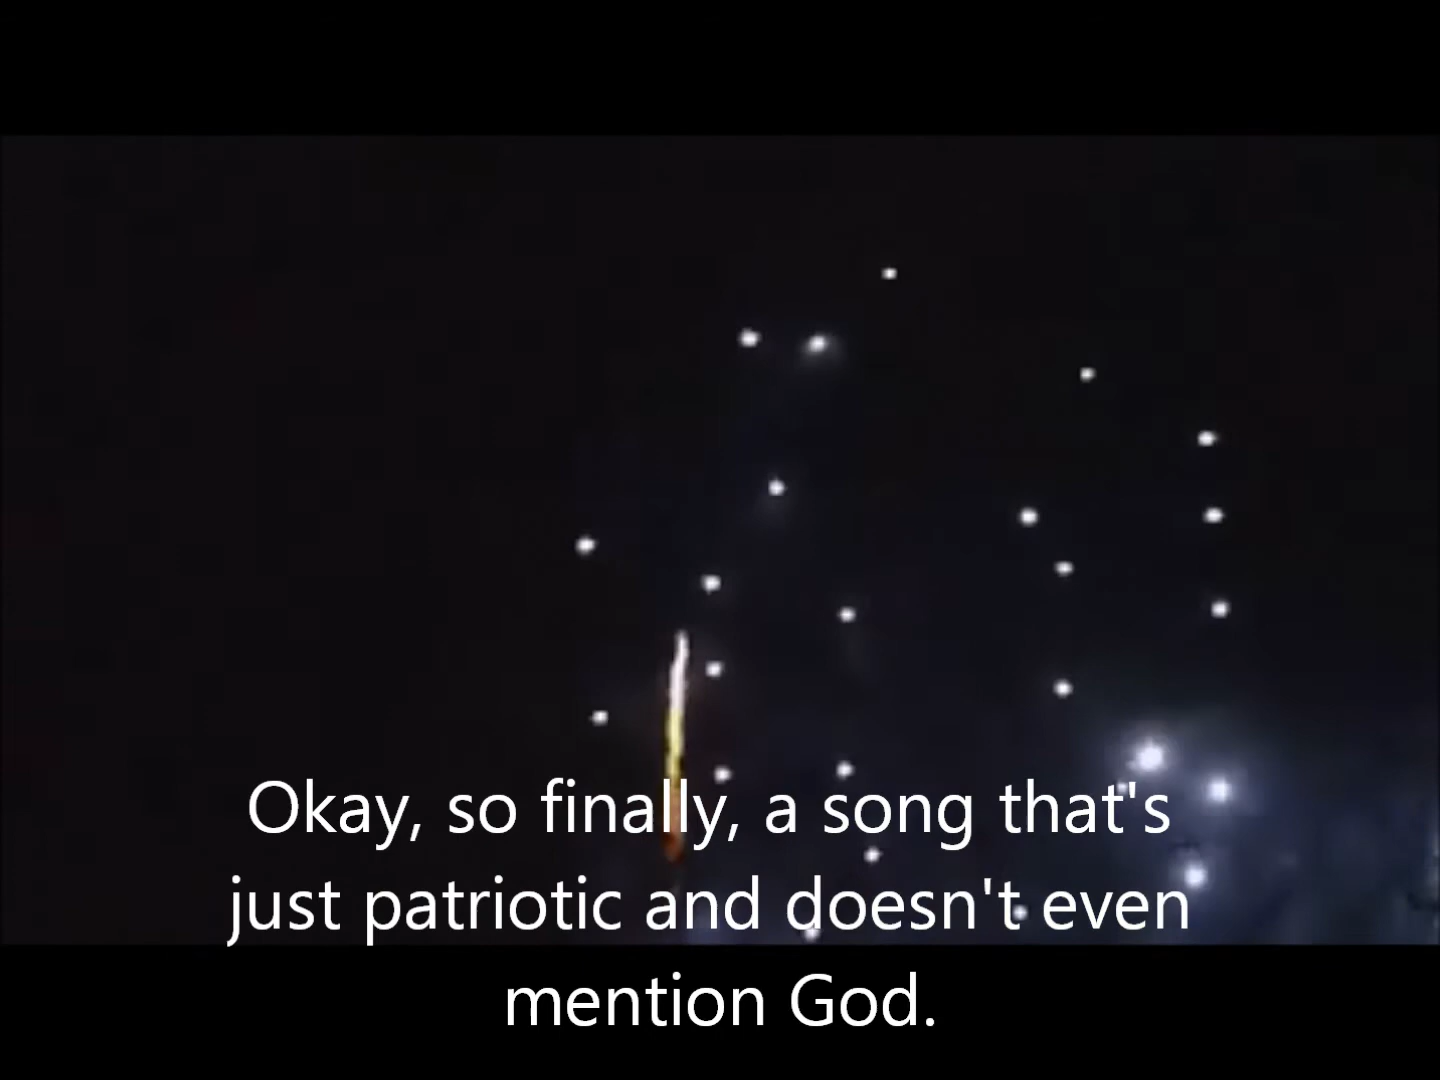 Okay, so finally, a song that's
just patriotic and doesn't even
mention God.